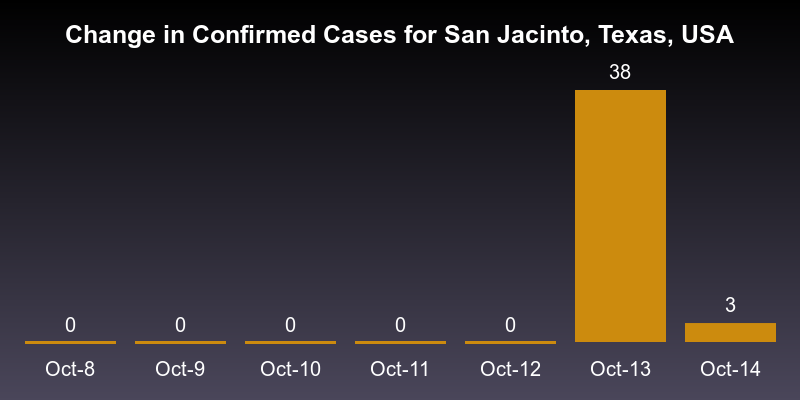 Change in Confirmed Cases for San Jacinto, Texas, USA
38
3
0 0 0 0 0
Oct-8 Oct-9 Oct-10 Oct-11 Oct-12 Oct-13 Oct-14